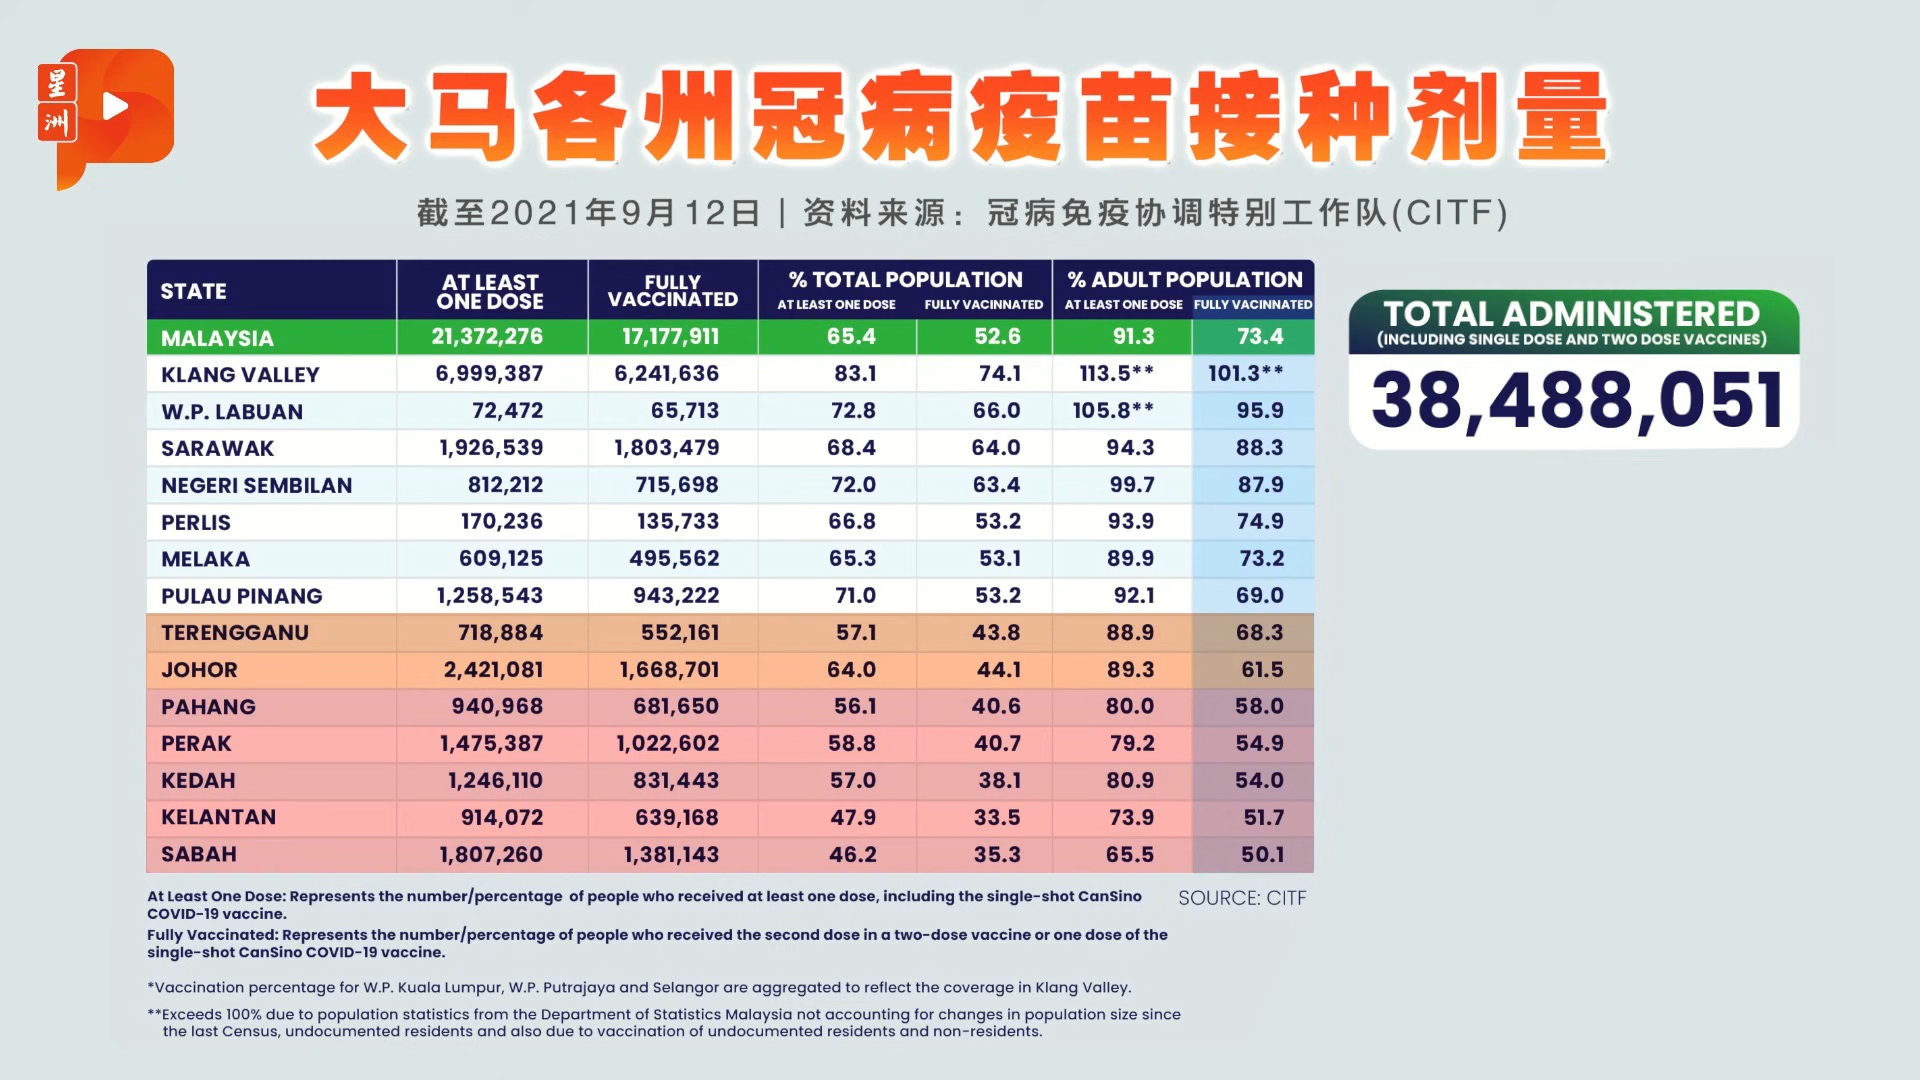 星洲
大马各州冠病疫苗接种剂量
截至2021年9月12日 | 资料来源：冠病免疫协调特别工作队(CITF)
STATE AT LEAST ONE DOSE FULLY VACCINATED % TOTAL POPULATION % ADULT POPULATION
AT LEAST ONE DOSE FULLY VACINNATED AT LEAST ONE DOSE FULLY VACINNATED
MALAYSIA 21,372,276 17,177,911 65.4 52.6 91.3 73.4
KLANG VALLEY 6,999,387 6,241,636 83.1 74.1 113.5** 101.3**
W.P. LABUAN 72,472 65,713 72.8 66.0 105.8** 95.9
SARAWAK 1,926,539 1,803,479 68.4 64.0 94.3 88.3
NEGERI SEMBILAN 812,212 715,698 72.0 63.4 99.7 87.9
PERLIS 170,236 135,733 66.8 53.2 93.9 74.9
MELAKA 609,125 495,562 65.3 53.1 89.9 73.2
PULAU PINANG 1,258,543 943,222 71.0 53.2 92.1 69.0
TERENGGANU 718,884 552,161 57.1 43.8 88.9 68.3
JOHOR 2,421,081 1,668,701 64.0 44.1 89.3 61.5
PAHANG 940,968 681,650 56.1 40.6 80.0 58.0
PERAK 1,475,387 1,022,602 58.8 40.7 79.2 54.9
KEDAH 1,246,110 831,443 57.0 38.1 80.9 54.0
KELANTAN 914,072 639,168 47.9 33.5 73.9 51.7
SABAH 1,807,260 1,381,143 46.2 35.3 65.5 50.1
TOTAL ADMINISTERED
(INCLUDING SINGLE DOSE AND TWO DOSE VACCINES)
38,488,051
At Least One Dose: Represents the number/percentage of people who received at least one dose, including the single-shot CanSino
COVID-19 vaccine.
SOURCE: CITF
Fully Vaccinated: Represents the number/percentage of people who received the second dose in a two-dose vaccine or one dose of the
single-shot CanSino COVID-19 vaccine.
*Vaccination percentage for W.P. Kuala Lumpur, W.P. Putrajaya and Selangor are aggregated to reflect the coverage in Klang Valley.
**Exceeds 100% due to population statistics from the Department of Statistics Malaysia not accounting for changes in population size since
the last Census, undocumented residents and also due to vaccination of undocumented residents and non-residents.